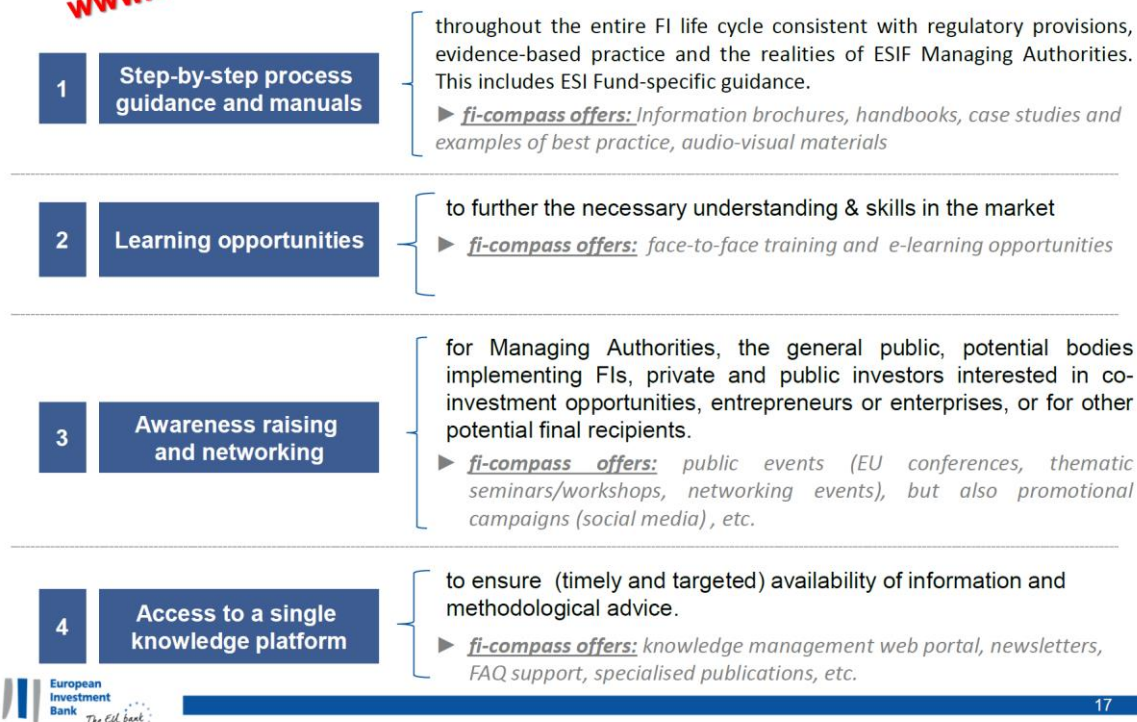 www.
throughout the entire FI life cycle consistent with regulatory provisions,
evidence-based practice and the realities of ESIF Managing Authorities.
This includes ESI Fund-specific guidance.
► fi-compass offers: Information brochures, handbooks, case studies and
examples of best practice, audio-visual materials
1
Step-by-step process
guidance and manuals
2
Learning opportunities
to further the necessary understanding & skills in the market
► fi-compass offers: face-to-face training and e-learning opportunities
3
Awareness raising
and networking
for Managing Authorities, the general public, potential bodies
implementing FIs, private and public investors interested in co-
investment opportunities, entrepreneurs or enterprises, or for other
potential final recipients.
► fi-compass offers: public events (EU conferences, thematic
seminars/workshops, networking events), but also promotional
campaigns (social media) , etc.
4
Access to a single
knowledge platform
to ensure (timely and targeted) availability of information and
methodological advice.
► fi-compass offers: knowledge management web portal, newsletters,
FAQ support, specialised publications, etc.
European
Investment
Bank
The EU bank
17